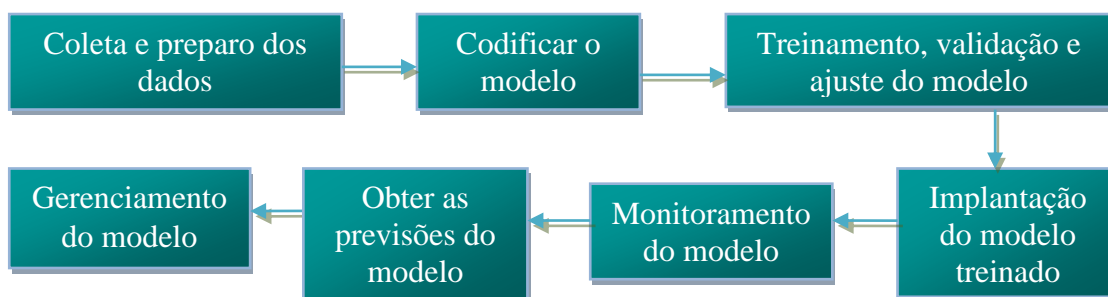 Coleta e preparo dos
dados
Codificar o
modelo
Treinamento, validação e
ajuste do modelo
Implantação
do modelo
treinado
Monitoramento
do modelo
Obter as
previsões do
modelo
Gerenciamento
do modelo